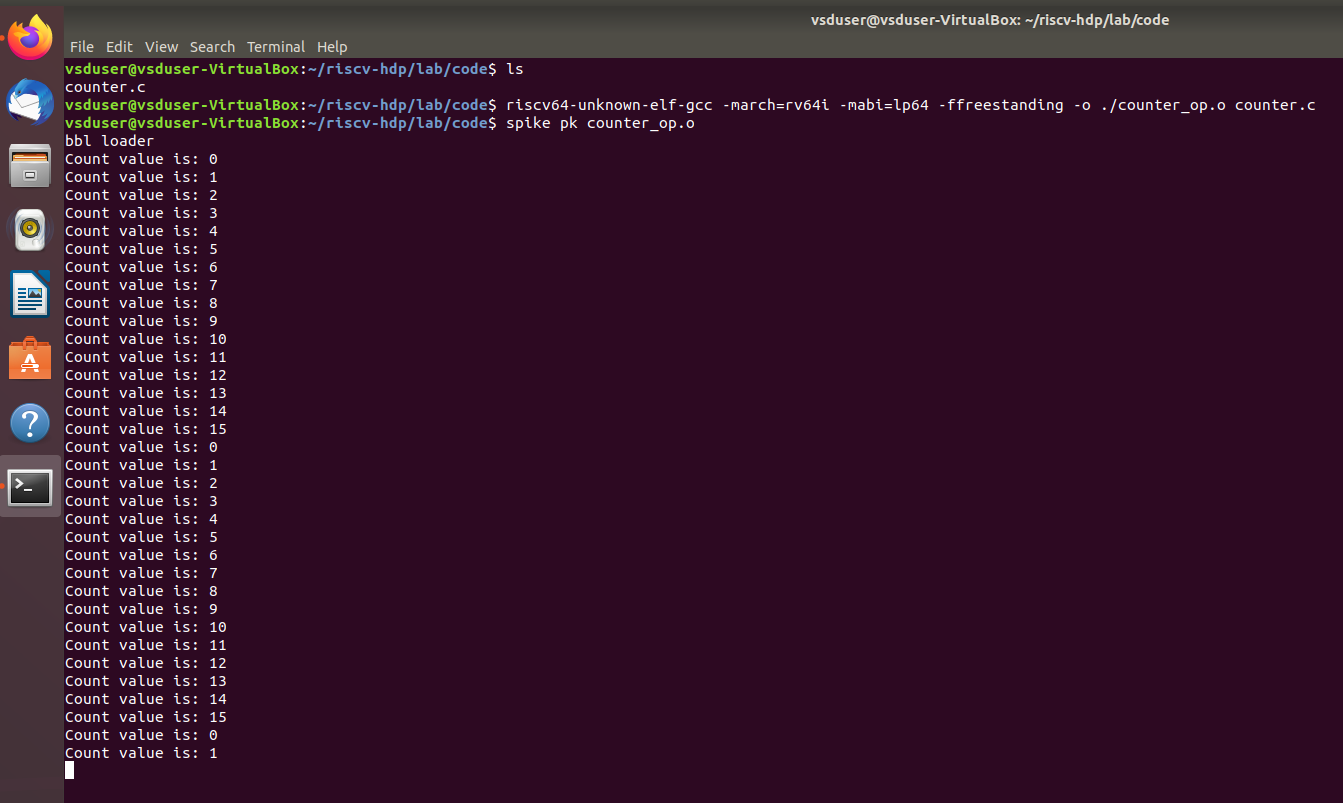 vsduser@vsduser-VirtualBox: ~/riscv-hdp/lab/code
File Edit View Search Terminal Help
vsduser@vsduser-VirtualBox:~/riscv-hdp/lab/code$ ls
counter.c
vsduser@vsduser-VirtualBox:~/riscv-hdp/lab/code$ riscv64-unknown-elf-gcc -march=rv64i -mabi=lp64 -ffreestanding -o ./counter_op.o counter.c
vsduser@vsduser-VirtualBox:~/riscv-hdp/lab/code$ spike pk counter_op.o
bbl loader
Count value is: 0
Count value is: 1
Count value is: 2
Count value is: 3
Count value is: 4
Count value is: 5
Count value is: 6
Count value is: 7
Count value is: 8
Count value is: 9
Count value is: 10
Count value is: 11
Count value is: 12
Count value is: 13
Count value is: 14
Count value is: 15
Count value is: 0
Count value is: 1
Count value is: 2
Count value is: 3
Count value is: 4
Count value is: 5
Count value is: 6
Count value is: 7
Count value is: 8
Count value is: 9
Count value is: 10
Count value is: 11
Count value is: 12
Count value is: 13
Count value is: 14
Count value is: 15
Count value is: 0
Count value is: 1